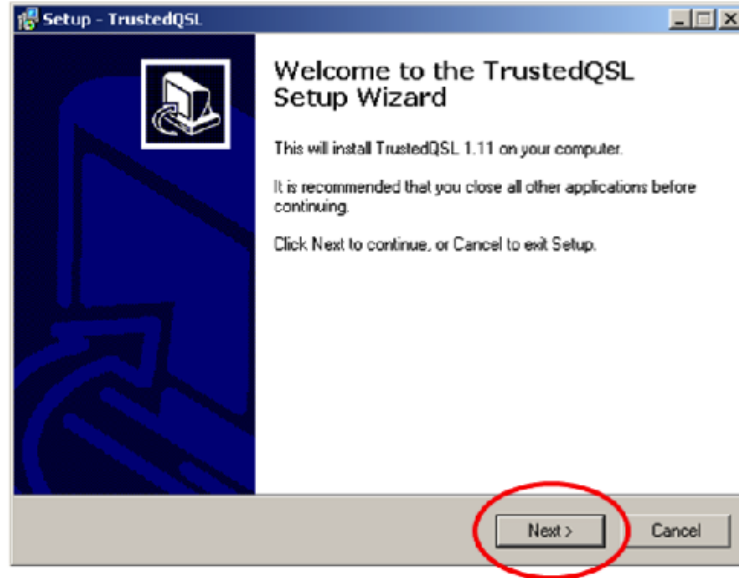 Setup - TrustedQSL
Welcome to the TrustedQSL
Setup Wizard
This will install TrustedQSL 1.11 on your computer.
It is recommended that you close all other applications before
continuing.
Click Next to continue, or Cancel to exit Setup.
Next > Cancel